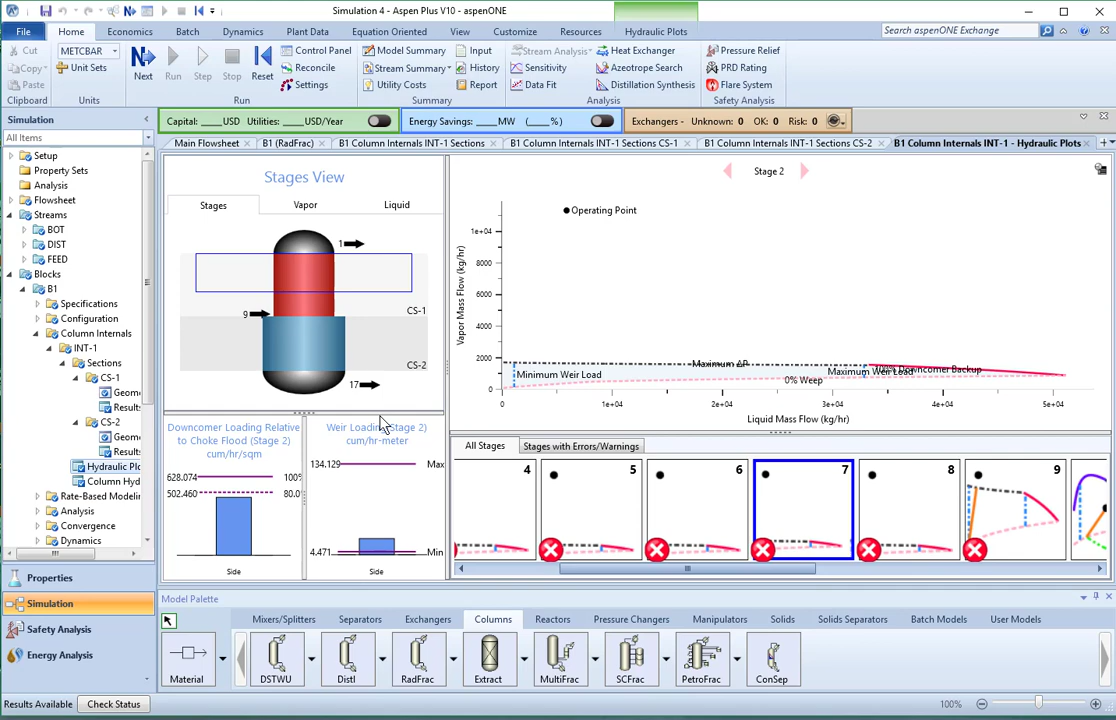 Simulation 4 - Aspen Plus V10 - aspenONE
File Home Economics Batch Dynamics Plant Data Equation Oriented View Customize Resources Hydraulic Plots Search aspenONE Exchange
Cut METCBAR Control Panel Model Summary Input Stream Analysis Heat Exchanger Pressure Relief
Copy Unit Sets Next Run Step Stop Reset Reconcile Stream Summary History Sensitivity Azeotrope Search PRD Rating
Paste Settings Utility Costs Report Data Fit Distillation Synthesis Flare System
Clipboard Units Run Summary Analysis Safety Analysis
Simulation
Capital: ____USD Utilities: ____USD/Year Energy Savings: ____MW (____%) Exchangers - Unknown: 0 OK: 0 Risk: 0
All Items
Main Flowsheet B1 (RadFrac) B1 Column Internals INT-1 Sections B1 Column Internals INT-1 Sections CS-1 B1 Column Internals INT-1 Sections CS-2 B1 Column Internals INT-1 - Hydraulic Plots
Setup
Property Sets
Analysis
Flowsheet
Streams
BOT
DIST
FEED
Blocks
B1
Specifications
Configuration
Column Internals
INT-1
Sections
CS-1
Geome
Results
CS-2
Geome
Results
Hydraulic Plo
Column Hyd
Rate-Based Modelin
Analysis
Convergence
Dynamics
Properties
Simulation
Safety Analysis
Energy Analysis
Stages View
Stages Vapor Liquid
1
CS-1
9
CS-2
17
Downcomer Loading Relative to Choke Flood (Stage 2)
cum/hr/sqm
628.074 100%
502.460 80.0
Side
Weir Loading (Stage 2)
cum/hr-meter
134.129 Max
4.471 Min
Side
Stage 2
Operating Point
Vapor Mass Flow (kg/hr)
1e+04
8000
6000
4000
2000
0
Maximum ΔP
Minimum Weir Load
Maximum Weir Load
100% Downcomer Backup
0% Weep
0 1e+04 2e+04 3e+04 4e+04 5e+04
Liquid Mass Flow (kg/hr)
All Stages Stages with Errors/Warnings
4 5 6 7 8 9
Model Palette
Mixers/Splitters Separators Exchangers Columns Reactors Pressure Changers Manipulators Solids Solids Separators Batch Models User Models
Material DSTWU Distl RadFrac Extract MultiFrac SCFrac PetroFrac ConSep
Results Available Check Status 100%